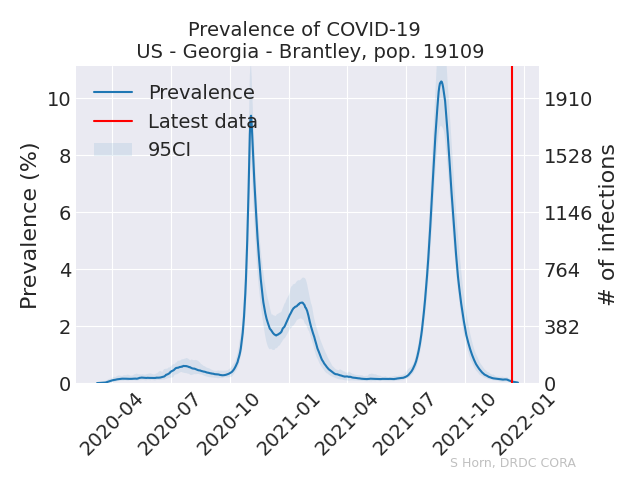 Prevalence of COVID-19
US - Georgia - Brantley, pop. 19109
Prevalence
Latest data
95CI
Prevalence (%)
10
8
6
4
2
0
1910
1528
1146
764
382
0
# of infections
2020-04
2020-07
2020-10
2021-01
2021-04
2021-07
2021-10
2022-01
S Horn, DRDC CORA